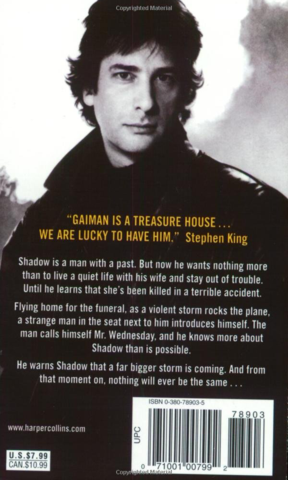 Copyrighted Material
"GAIMAN IS A TREASURE HOUSE...
WE ARE LUCKY TO HAVE HIM." Stephen King
Shadow is a man with a past. But now he wants nothing more
than to live a quiet life with his wife and stay out of trouble.
Until he learns that she's been killed in a terrible accident.
Flying home for the funeral, as a violent storm rocks the plane,
a strange man in the seat next to him introduces himself. The
man calls himself Mr. Wednesday, and he knows more about
Shadow than is possible.
He warns Shadow that a far bigger storm is coming. And from
that moment on, nothing will ever be the same...
ISBN 0-380-78903-5
78903
www.harpercollins.com
UPC
U.S.$7.99
CAN.$10.99
0 71001 00799 2
Copyrighted Material